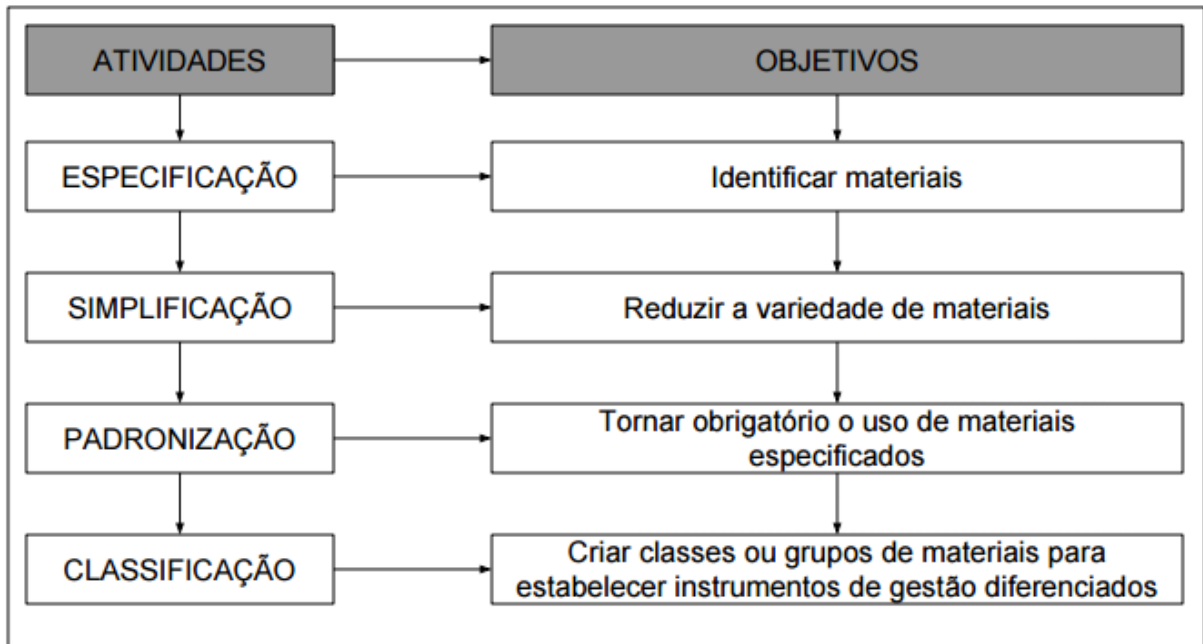 ATIVIDADES
OBJETIVOS
ESPECIFICAÇÃO
Identificar materiais
SIMPLIFICAÇÃO
Reduzir a variedade de materiais
PADRONIZAÇÃO
Tornar obrigatório o uso de materiais
especificados
CLASSIFICAÇÃO
Criar classes ou grupos de materiais para
estabelecer instrumentos de gestão diferenciados